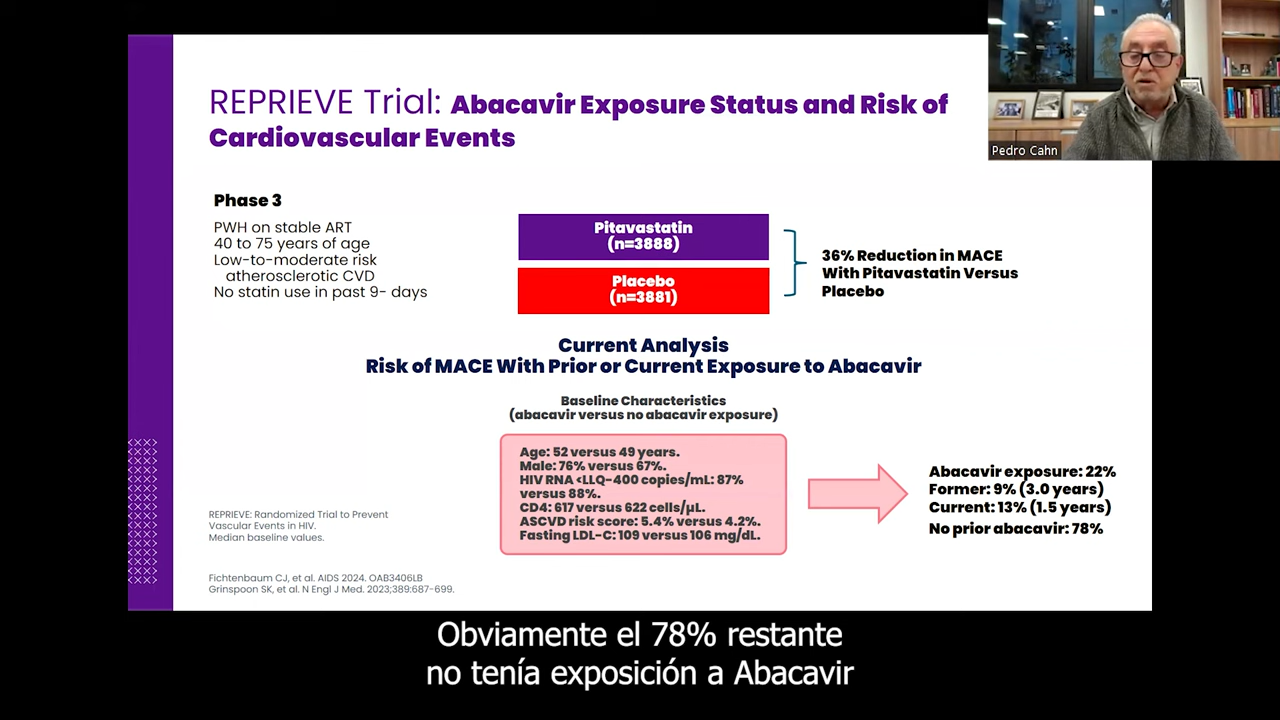 REPRIEVE Trial: Abacavir Exposure Status and Risk of
Cardiovascular Events
Pedro Cahn
Phase 3
PWH on stable ART
40 to 75 years of age
Low-to-moderate risk
atherosclerotic CVD
No statin use in past 9- days
Pitavastatin
(n=3888)
Placebo
(n=3881)
36% Reduction in MACE
With Pitavastatin Versus
Placebo
Current Analysis
Risk of MACE With Prior or Current Exposure to Abacavir
Baseline Characteristics
(abacavir versus no abacavir exposure)
Age: 52 versus 49 years.
Male: 76% versus 67%.
HIV RNA <LLQ-400 copies/mL: 87%
versus 88%.
CD4: 617 versus 622 cells/µL.
ASCVD risk score: 5.4% versus 4.2%.
Fasting LDL-C: 109 versus 106 mg/dL.
Abacavir exposure: 22%
Former: 9% (3.0 years)
Current: 13% (1.5 years)
No prior abacavir: 78%
REPRIEVE: Randomized Trial to Prevent
Vascular Events in HIV.
Median baseline values.
Fichtenbaum CJ, et al. AIDS 2024. OAB3406LB
Grinspoon SK, et al. N Engl J Med. 2023;389:687-699.
Obviamente el 78% restante
no tenía exposición a Abacavir